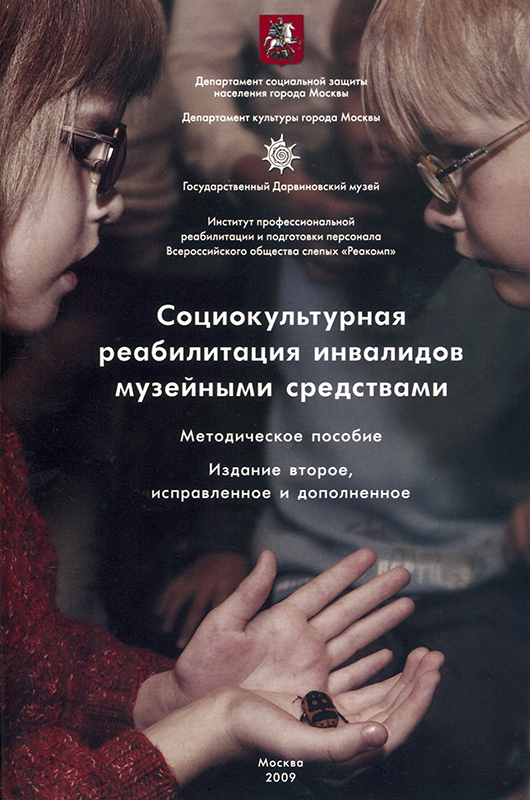 Департамент социальной защиты
населения города Москвы
Департамент культуры города Москвы
Государственный Дарвиновский музей
Институт профессиональной
реабилитации и подготовки персонала
Всероссийского общества слепых «Реакомп»
Социокультурная
реабилитация инвалидов
музейными средствами
Методическое пособие
Издание второе,
исправленное и дополненное
Москва
2009